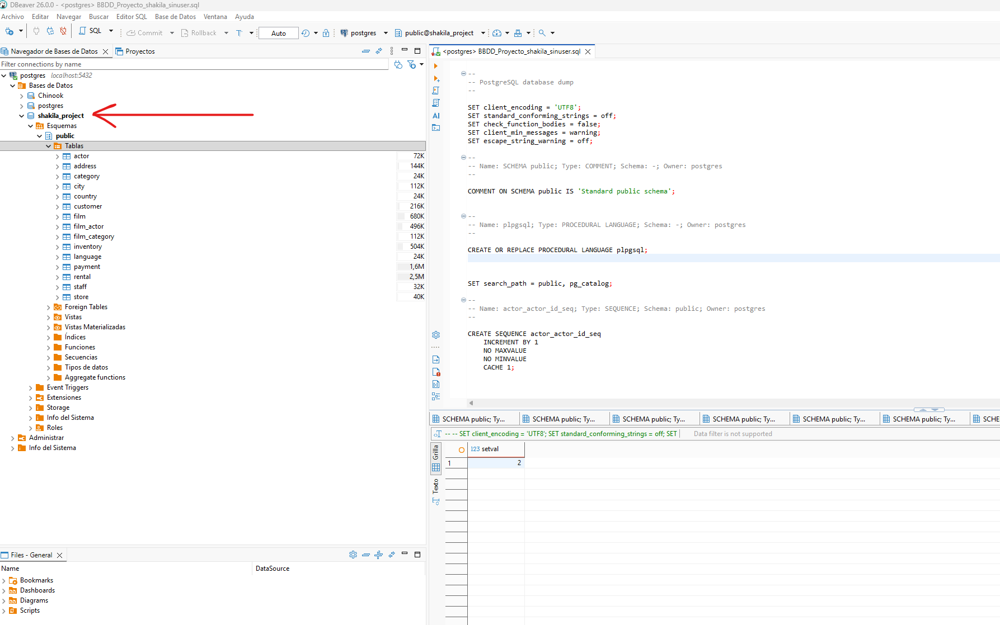 DBeaver 26.0.0 - <postgres> BBDD_Proyecto_shakila_sinuser.sql
Archivo Editar Navegar Buscar Editor SQL Base de Datos Ventana Ayuda
SQL Commit Rollback T Auto postgres public@shakila_project
Navegador de Bases de Datos Proyectos
Filter connections by name
postgres localhost:5432
Bases de Datos
Chinook
postgres
shakila_project
Esquemas
public
Tablas
actor 72K
address 144K
category 24K
city 112K
country 24K
customer 216K
film 680K
film_actor 496K
film_category 112K
inventory 504K
language 24K
payment 1,6M
rental 2,5M
staff 32K
store 40K
Foreign Tables
Vistas
Vistas Materializadas
Índices
Funciones
Secuencias
Tipos de datos
Aggregate functions
Event Triggers
Extensiones
Storage
Info del Sistema
Roles
Administrar
Info del Sistema
Files - General
Name DataSource
Bookmarks
Dashboards
Diagrams
Scripts
<postgres> BBDD_Proyecto_shakila_sinuser.sql
AI
--
-- PostgreSQL database dump
--
SET client_encoding = 'UTF8';
SET standard_conforming_strings = off;
SET check_function_bodies = false;
SET client_min_messages = warning;
SET escape_string_warning = off;
--
-- Name: SCHEMA public; Type: COMMENT; Schema: -; Owner: postgres
--
COMMENT ON SCHEMA public IS 'Standard public schema';
--
-- Name: plpgsql; Type: PROCEDURAL LANGUAGE; Schema: -; Owner: postgres
--
CREATE OR REPLACE PROCEDURAL LANGUAGE plpgsql;
SET search_path = public, pg_catalog;
--
-- Name: actor_actor_id_seq; Type: SEQUENCE; Schema: public; Owner: postgres
--
CREATE SEQUENCE actor_actor_id_seq
INCREMENT BY 1
NO MAXVALUE
NO MINVALUE
CACHE 1;
SCHEMA public; Ty... SCHEMA public; Ty... SCHEMA public; Ty... SCHEMA public; Ty... SCHEMA public; Ty... SCHEMA public; Ty... SCHE
-- -- SET client_encoding = 'UTF8'; SET standard_conforming_strings = off; SET Data filter is not supported
Grilla
Texto
123 setval
1 2